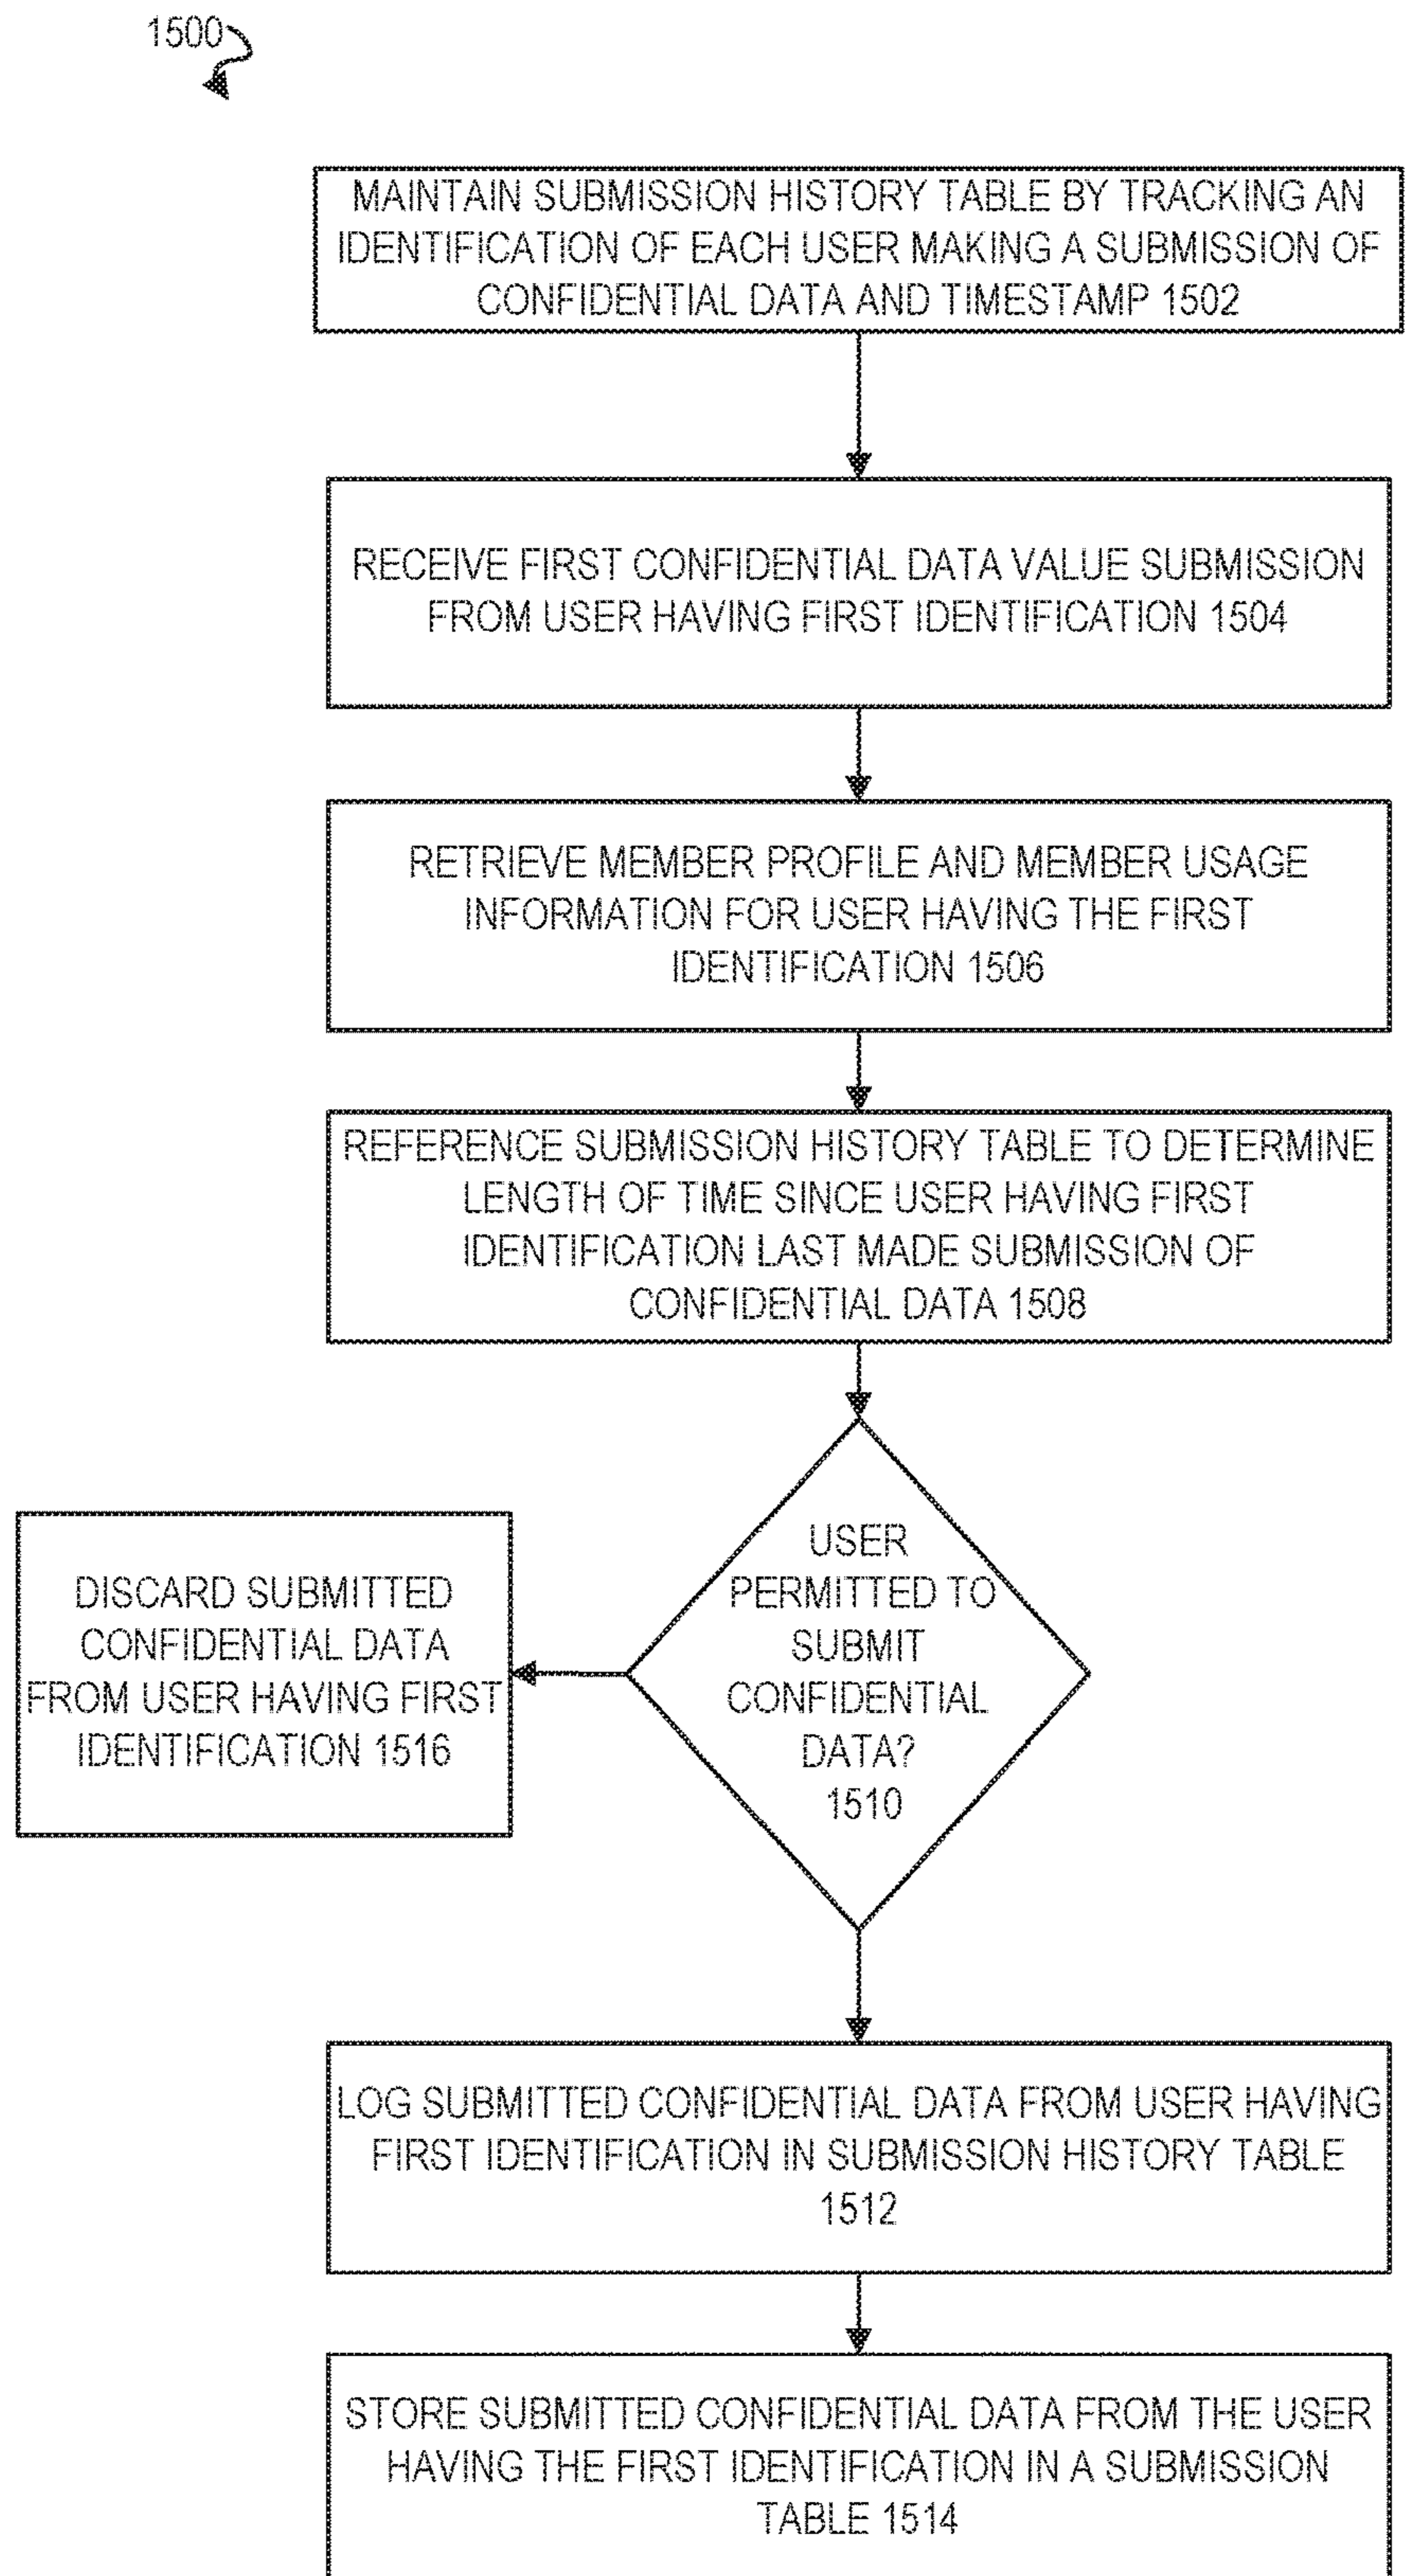 1500
MAINTAIN SUBMISSION HISTORY TABLE BY TRACKING AN
IDENTIFICATION OF EACH USER MAKING A SUBMISSION OF
CONFIDENTIAL DATA AND TIMESTAMP 1502
RECEIVE FIRST CONFIDENTIAL DATA VALUE SUBMISSION
FROM USER HAVING FIRST IDENTIFICATION 1504
RETRIEVE MEMBER PROFILE AND MEMBER USAGE
INFORMATION FOR USER HAVING THE FIRST
IDENTIFICATION 1506
REFERENCE SUBMISSION HISTORY TABLE TO DETERMINE
LENGTH OF TIME SINCE USER HAVING FIRST
IDENTIFICATION LAST MADE SUBMISSION OF
CONFIDENTIAL DATA 1508
USER
PERMITTED TO
SUBMIT
CONFIDENTIAL
DATA?
1510
DISCARD SUBMITTED
CONFIDENTIAL DATA
FROM USER HAVING FIRST
IDENTIFICATION 1516
LOG SUBMITTED CONFIDENTIAL DATA FROM USER HAVING
FIRST IDENTIFICATION IN SUBMISSION HISTORY TABLE
1512
STORE SUBMITTED CONFIDENTIAL DATA FROM THE USER
HAVING THE FIRST IDENTIFICATION IN A SUBMISSION
TABLE 1514